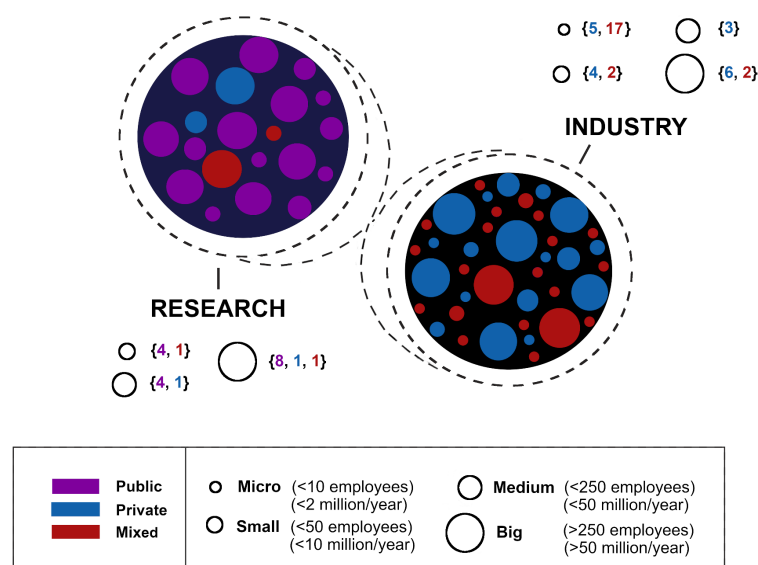 {5, 17} {3}
{4, 2} {6, 2}
INDUSTRY
RESEARCH
{4, 1} {8, 1, 1}
{4, 1}
Public
Private
Mixed
Micro (<10 employees)
(<2 million/year)
Small (<50 employees)
(<10 million/year)
Medium (<250 employees)
(<50 million/year)
Big (>250 employees)
(>50 million/year)